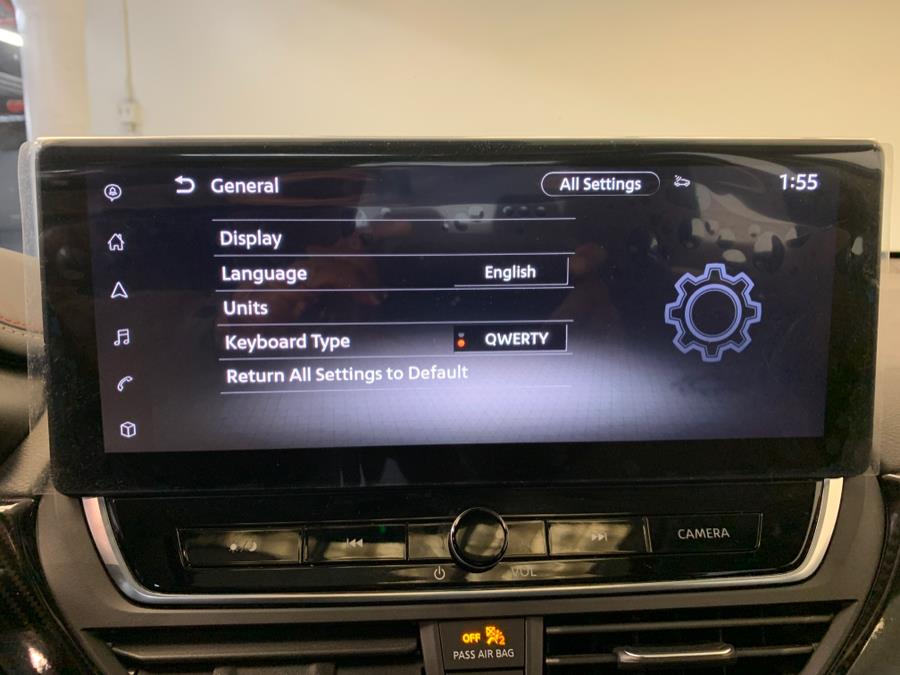 General
All Settings
1:55
Display
Language
English
Units
Keyboard Type
QWERTY
Return All Settings to Default
CAMERA
VOL
OFF
2
PASS AIR BAG